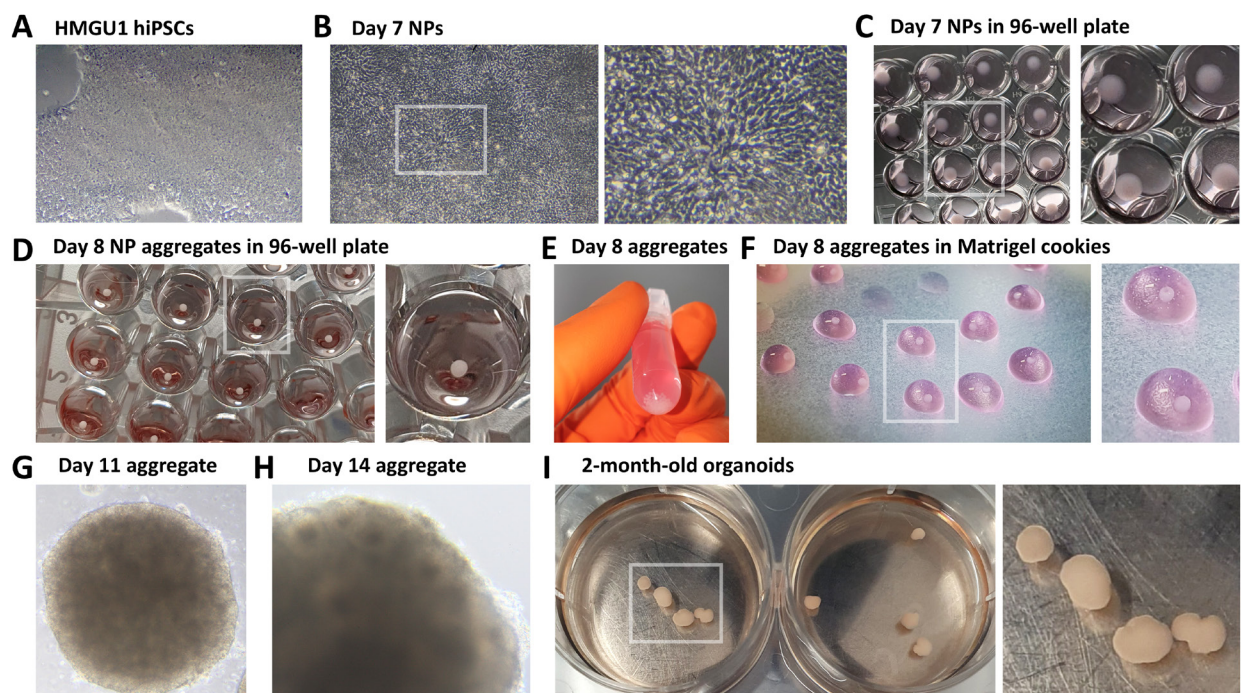 A HMGU1 hiPSCs
B Day 7 NPs
C Day 7 NPs in 96-well plate
D Day 8 NP aggregates in 96-well plate
E Day 8 aggregates
F Day 8 aggregates in Matrigel cookies
G Day 11 aggregate
H Day 14 aggregate
I 2-month-old organoids